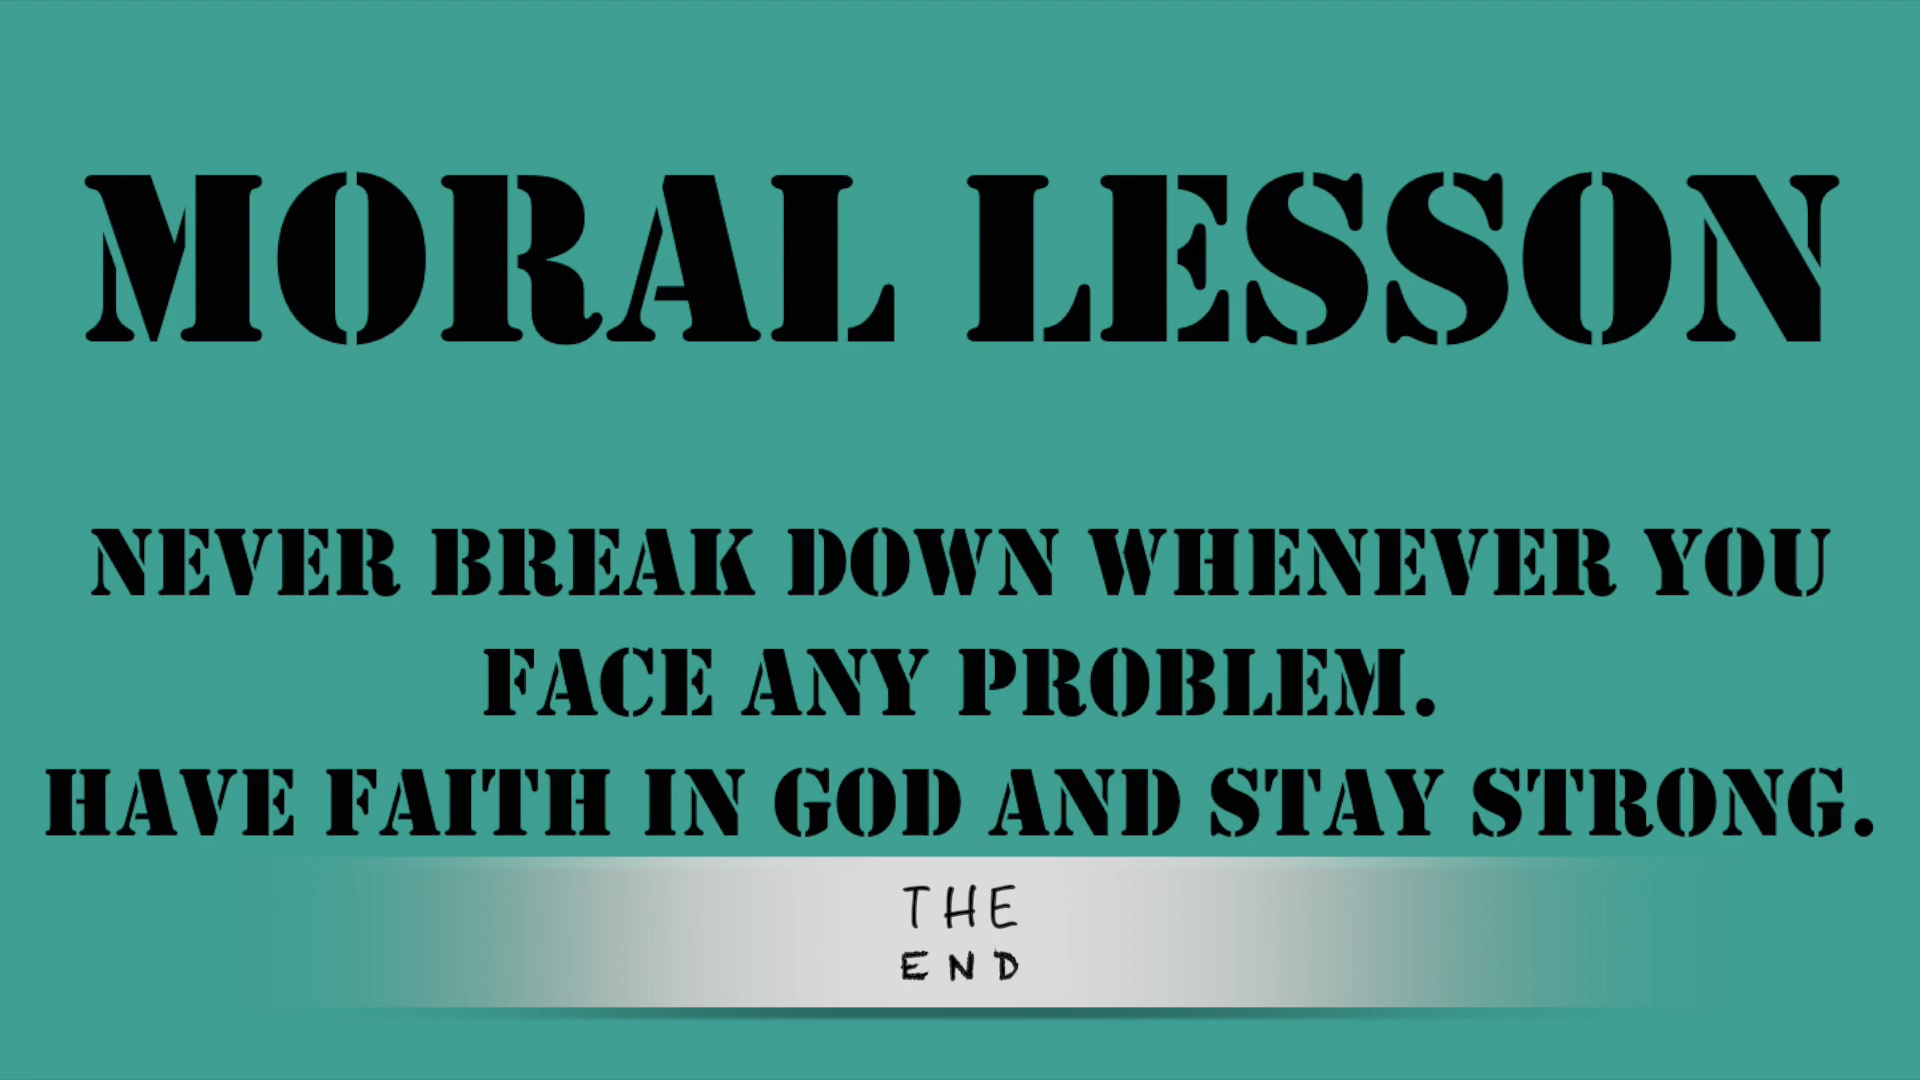 MORAL LESSON
NEVER BREAK DOWN WHENEVER YOU
FACE ANY PROBLEM.
HAVE FAITH IN GOD AND STAY STRONG.
THE
END